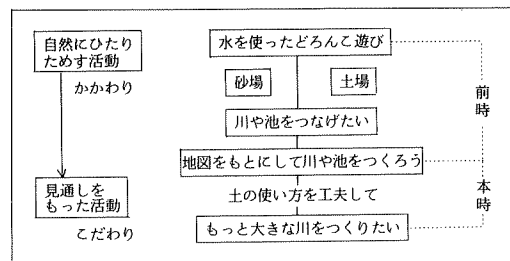 自然にひたり
ためす活動
かかわり
見通しを
もった活動
こだわり
水を使ったどろんこ遊び
砂場
土場
川や池をつなげたい
地図をもとにして川や池をつくろう
土の使い方を工夫して
もっと大きな川をつくりたい
前時
本時